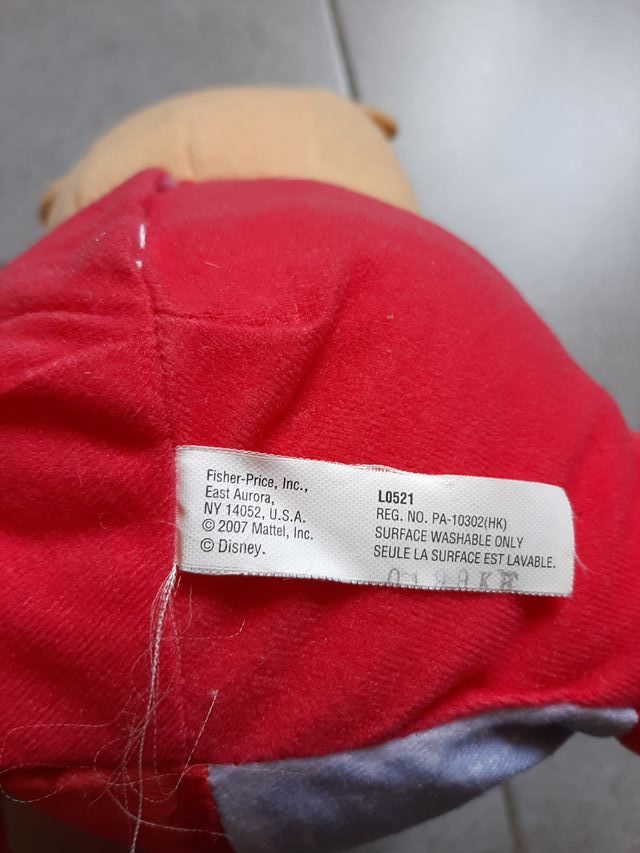 Fisher-Price, Inc.,
East Aurora,
NY 14052, U.S.A.
© 2007 Mattel, Inc.
© Disney.
L0521
REG. NO. PA-10302(HK)
SURFACE WASHABLE ONLY
SEULE LA SURFACE EST LAVABLE.